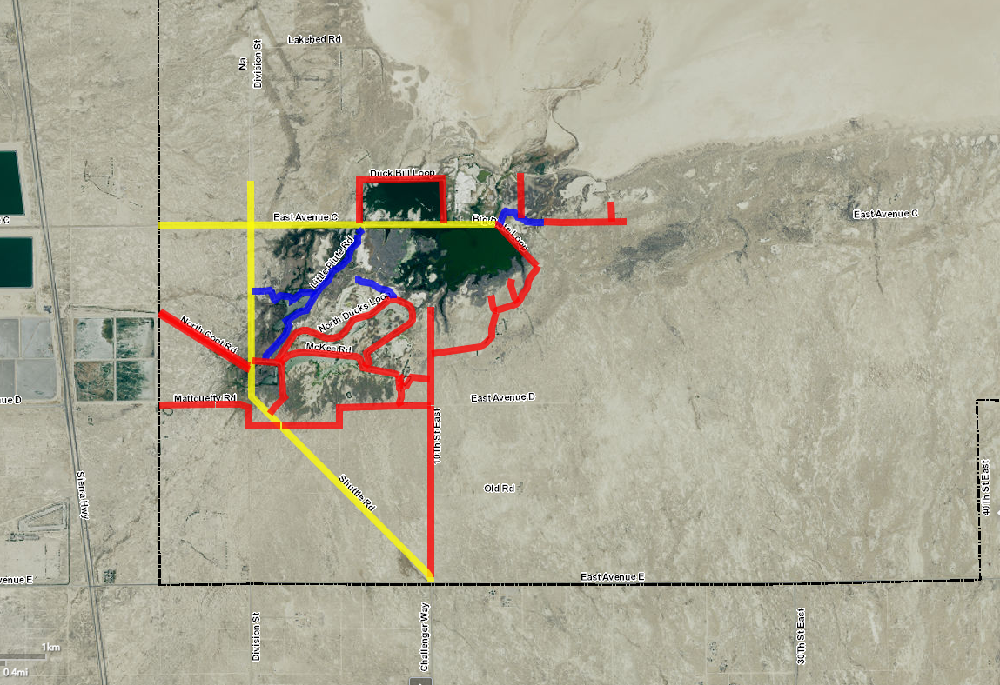 Lakebed Rd
Na
Division St
Duck Bill Loop
East Avenue C
East Avenue C
C
Little Piute Rd
North Ducks Loop
North Coot Rd
McKee Rd
Mattquetty Rd
East Avenue D
ue D
10Th St East
Old Rd
Shuttle Rd
Sierra Hwy
40Th St East
East Avenue E
venue E
Division St
Challenger Way
30Th St East
1km
0.4mi